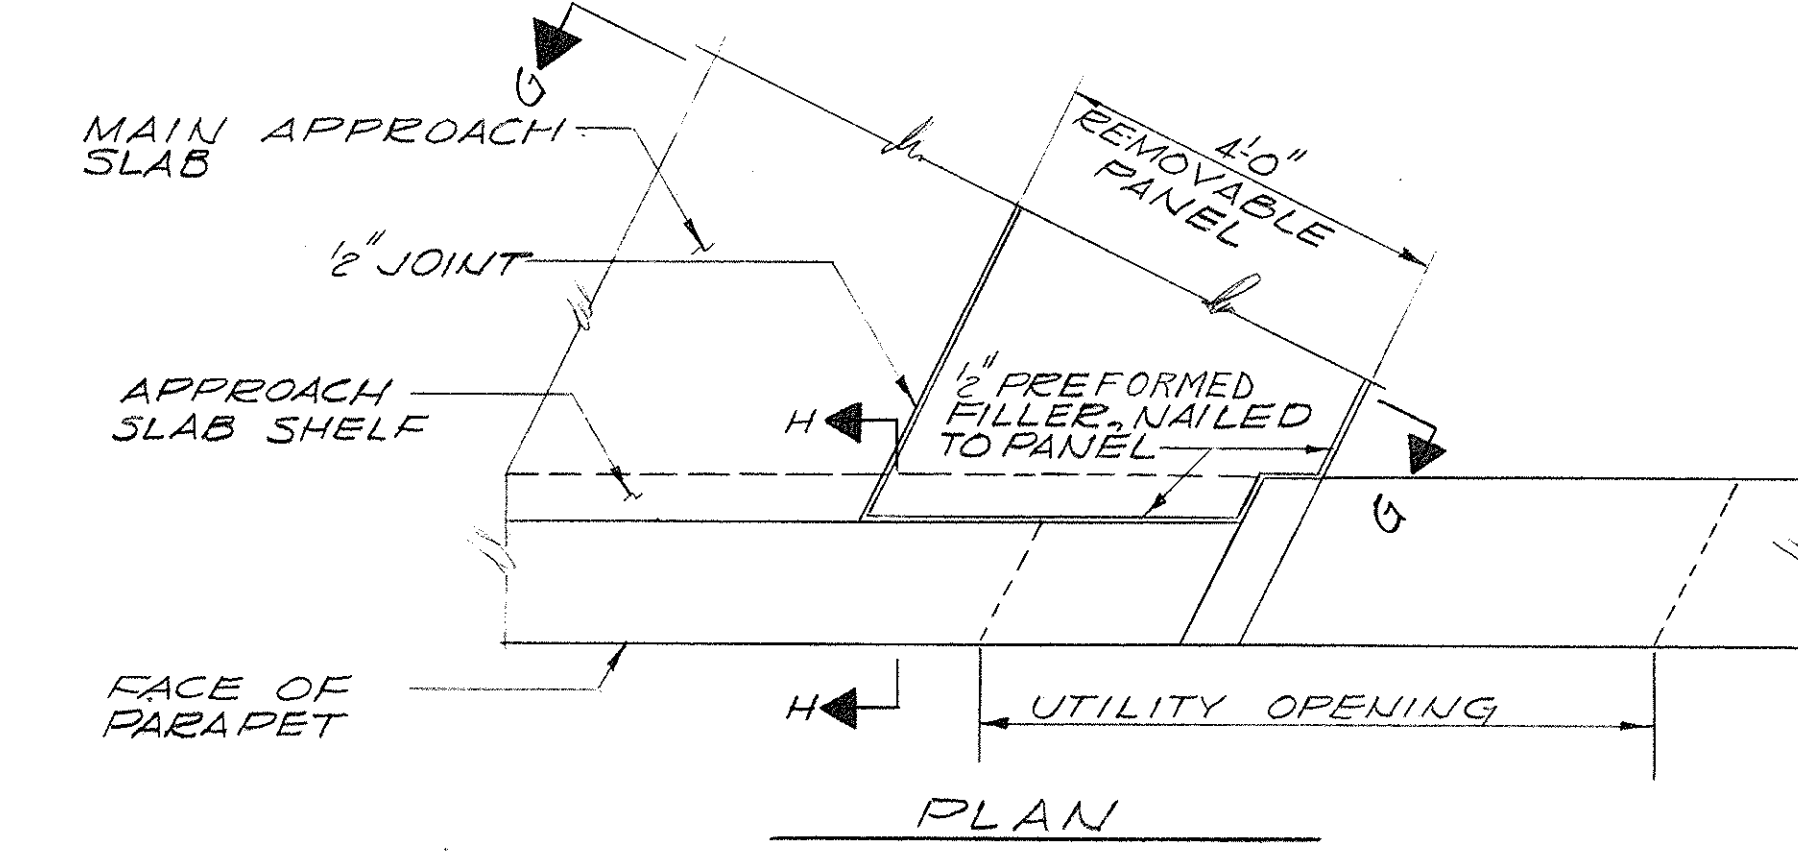 G
MAIN APPROACH
SLAB
4'-0"
REMOVABLE
PANEL
1/2" JOINT
1/2" PREFORMED
FILLER, NAILED
TO PANEL
APPROACH
SLAB SHELF
H
G
FACE OF
PARAPET
H
UTILITY OPENING
PLAN